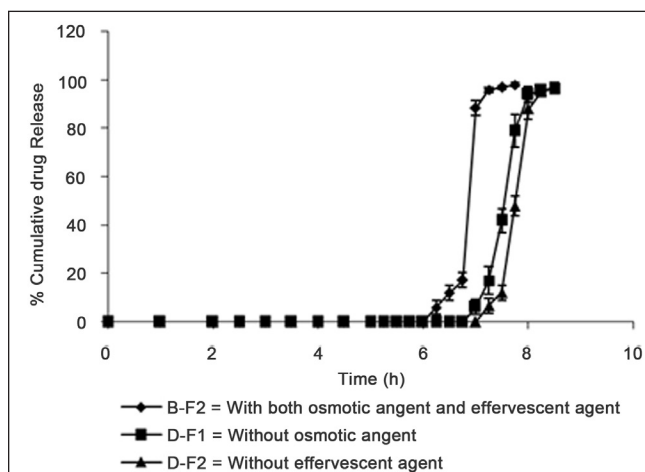 120
100
80
60
40
20
0
% Cumulative drug Release
0 2 4 6 8 10
Time (h)
B-F2 = With both osmotic angent and effervescent agent
D-F1 = Without osmotic angent
D-F2 = Without effervescent agent